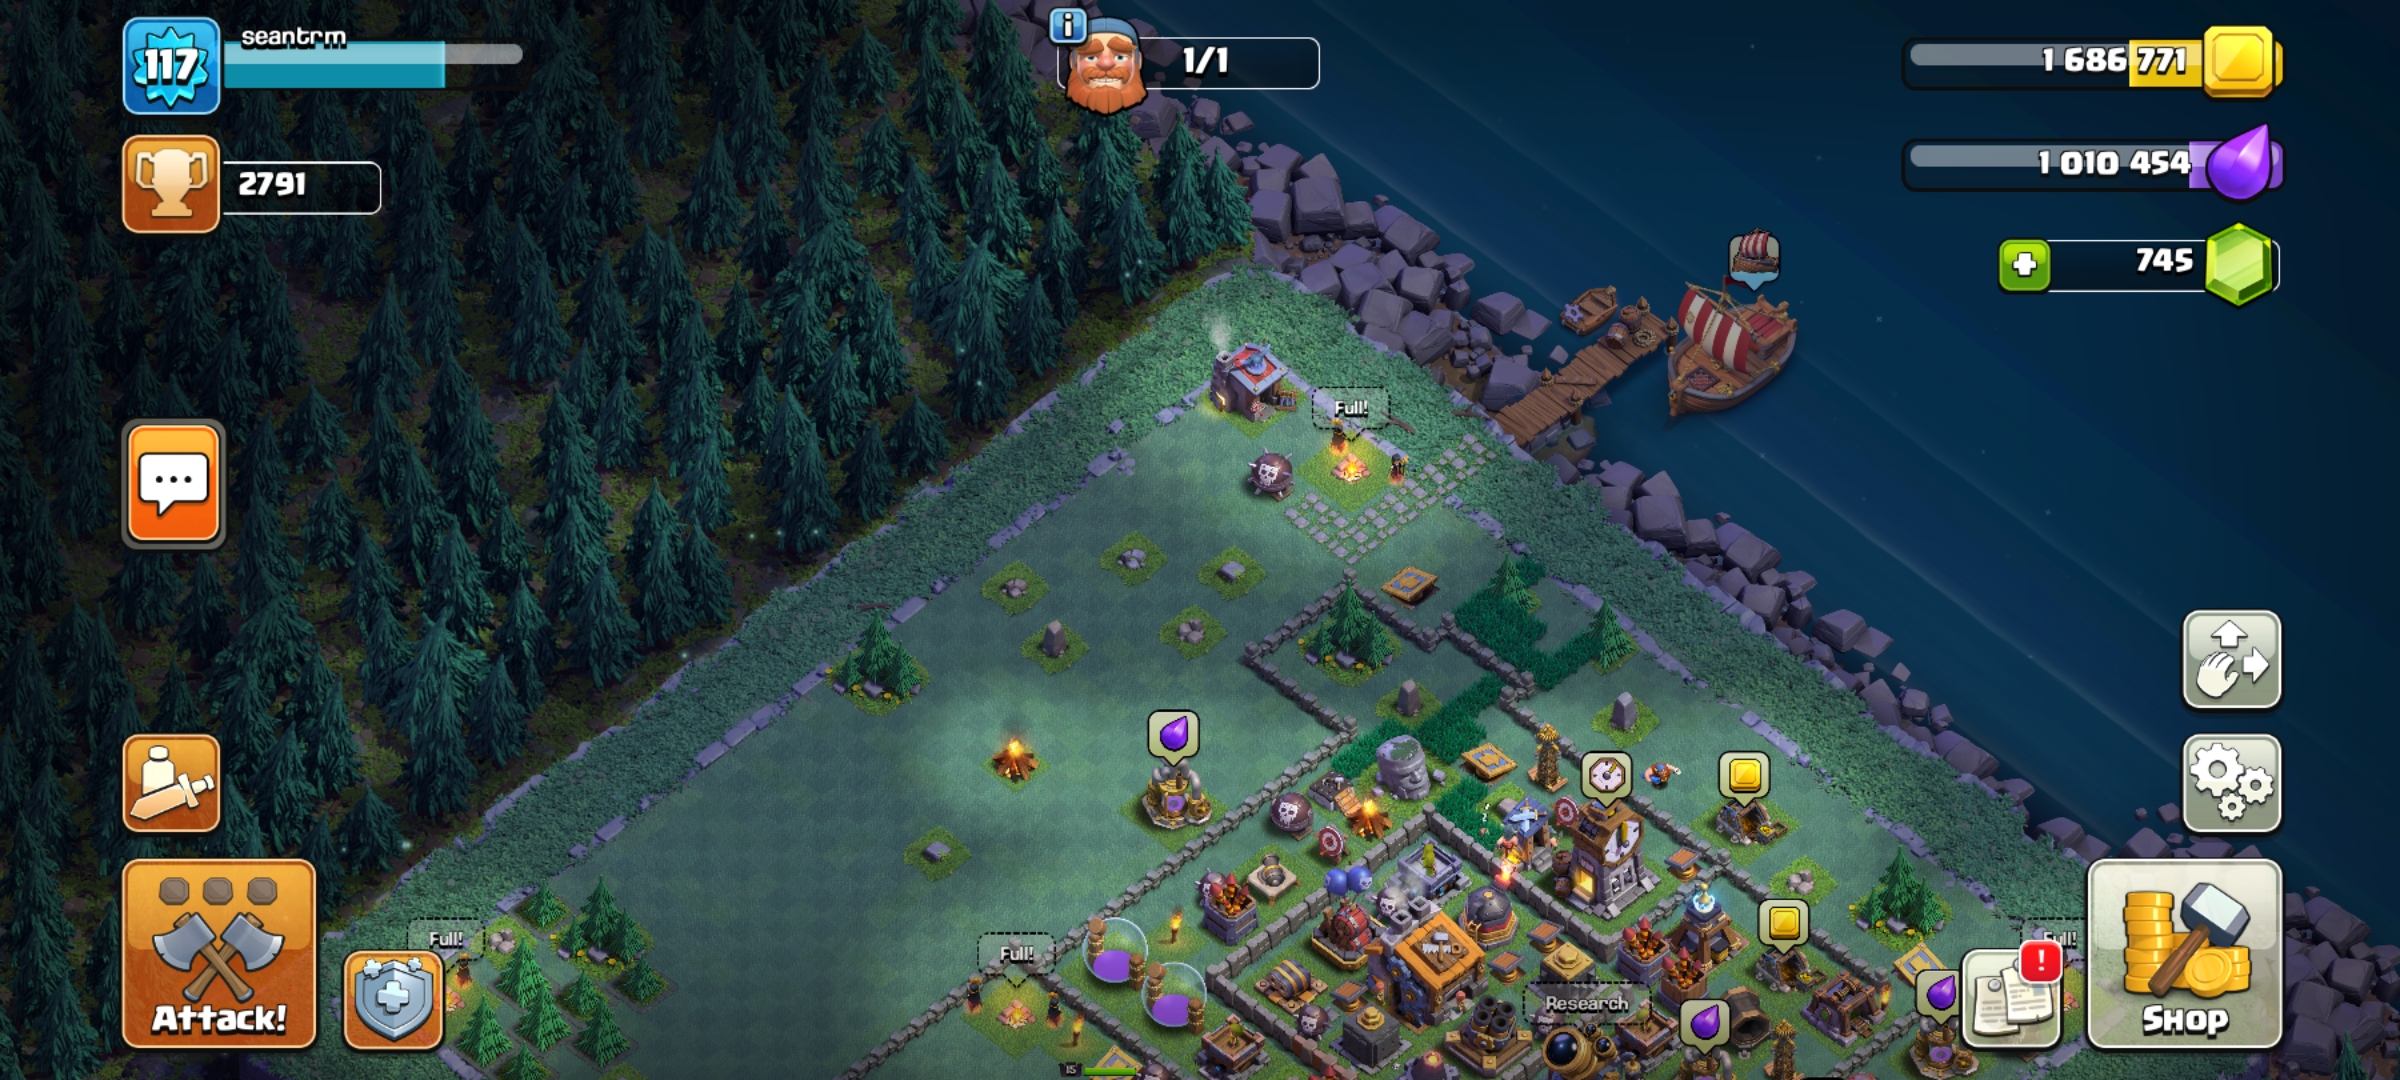 117
seantrm
i
1/1
1 686 771
2791
1 010 454
745
Full!
Full!
Full!
Full!
Research
!
Attack!
Shop
15